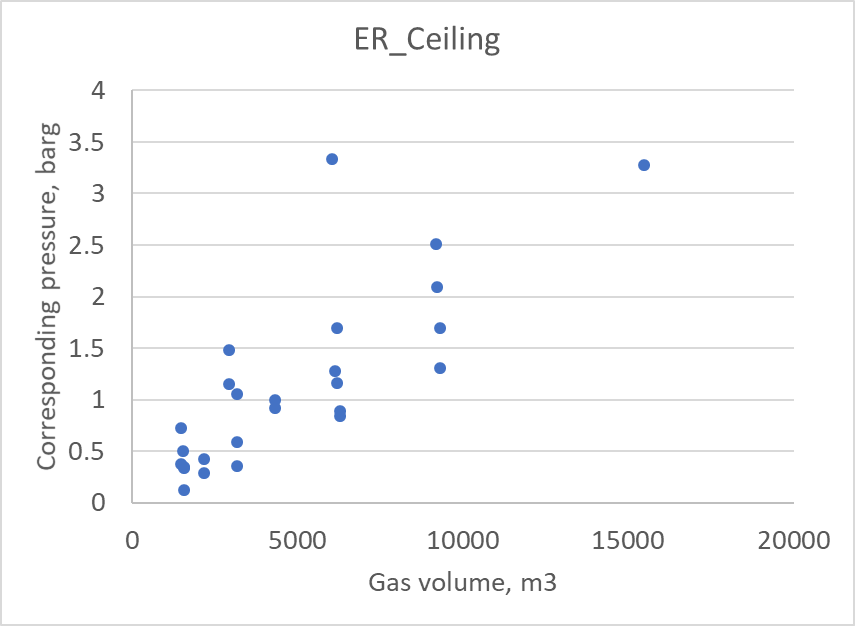 ER_Ceiling
Corresponding pressure, barg
4
3.5
3
2.5
2
1.5
1
0.5
0
0 5000 10000 15000 20000
Gas volume, m3